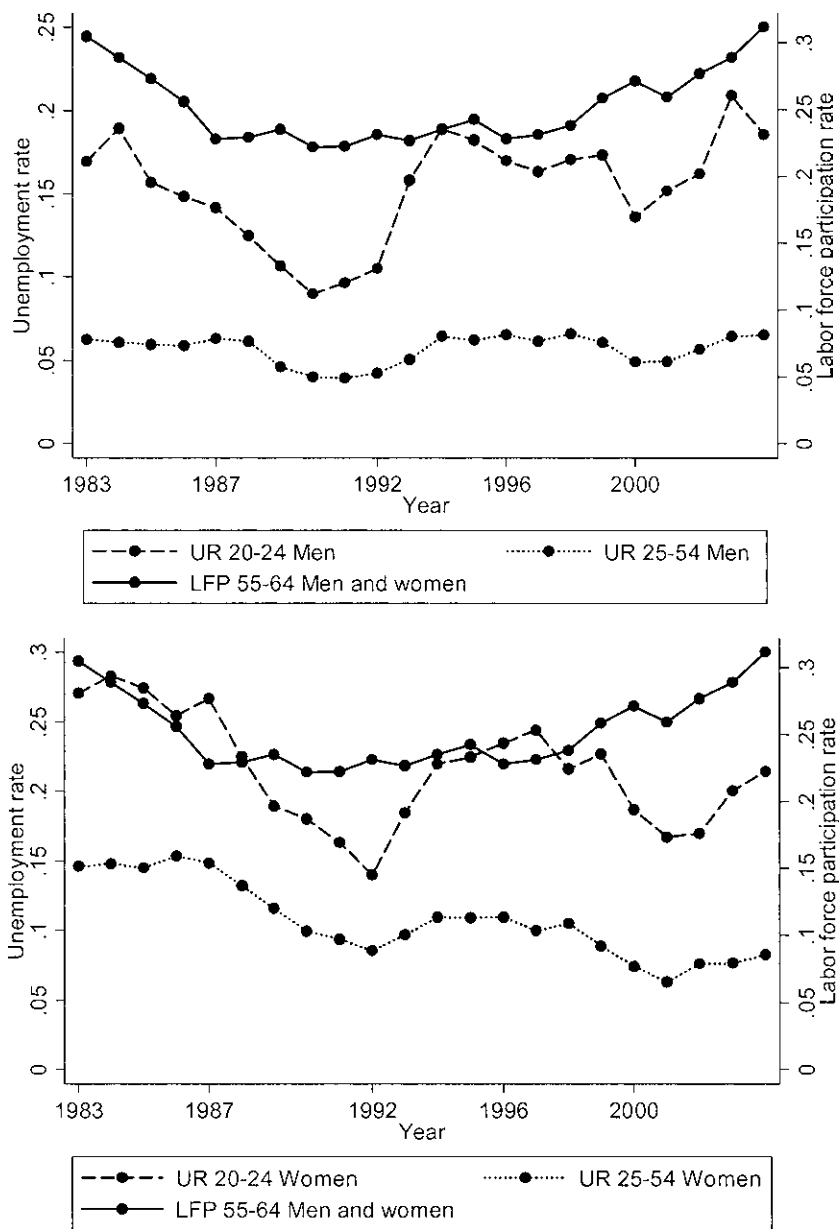 .25
.2
.15
.1
.05
0
Unemployment rate
.3
.25
.2
.15
.1
.05
0
Labor force participation rate
1983 1987 1992 1996 2000
Year
UR 20-24 Men UR 25-54 Men
LFP 55-64 Men and women
.3
.25
.2
.15
.1
.05
0
Unemployment rate
.3
.25
.2
.15
.1
.05
0
Labor force participation rate
1983 1987 1992 1996 2000
Year
UR 20-24 Women UR 25-54 Women
LFP 55-64 Men and women